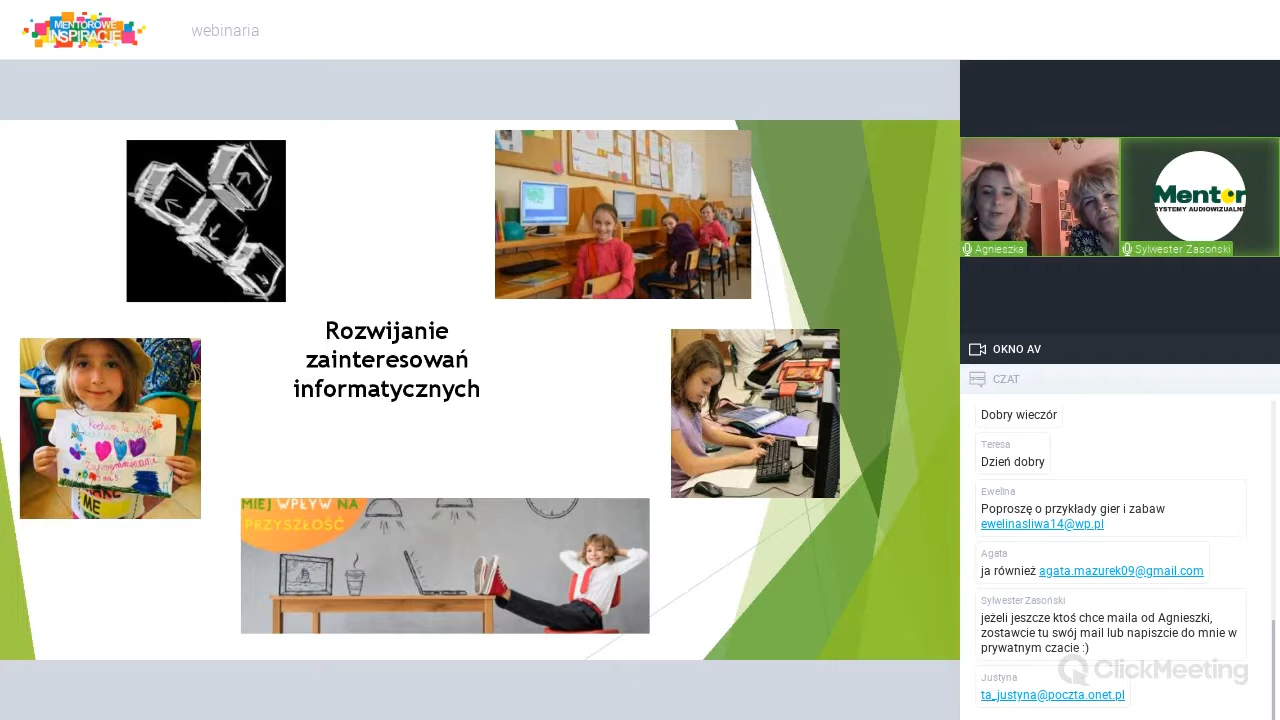 MENTOROWE
INSPIRACJE
webinaria
Rozwijanie
zainteresowań
informatycznych
MIEJ WPŁYW NA
PRZYSZŁOŚĆ
Mentor
SYSTEMY AUDIOWIZUALNE
Agnieszka
Sylwester Zasoński
OKNO AV
CZAT
Dobry wieczór
Teresa
Dzień dobry
Ewelina
Poproszę o przykłady gier i zabaw
ewelinasliwa14@wp.pl
Agata
ja również agata.mazurek09@gmail.com
Sylwester Zasoński
jeżeli jeszcze ktoś chce maila od Agnieszki,
zostawcie tu swój mail lub napiszcie do mnie w
prywatnym czacie :)
ClickMeeting
Justyna
ta_justyna@poczta.onet.pl